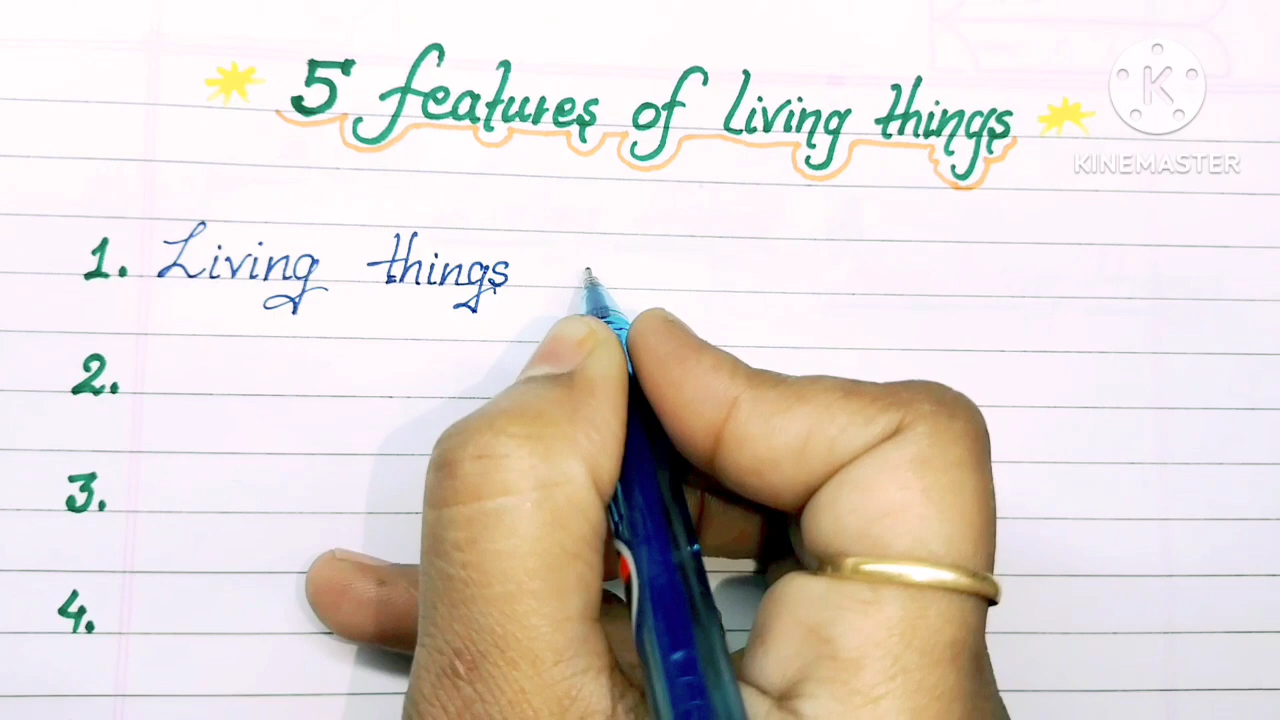 5 features of living things
K
KINEMASTER
1. Living things
2.
3.
4.